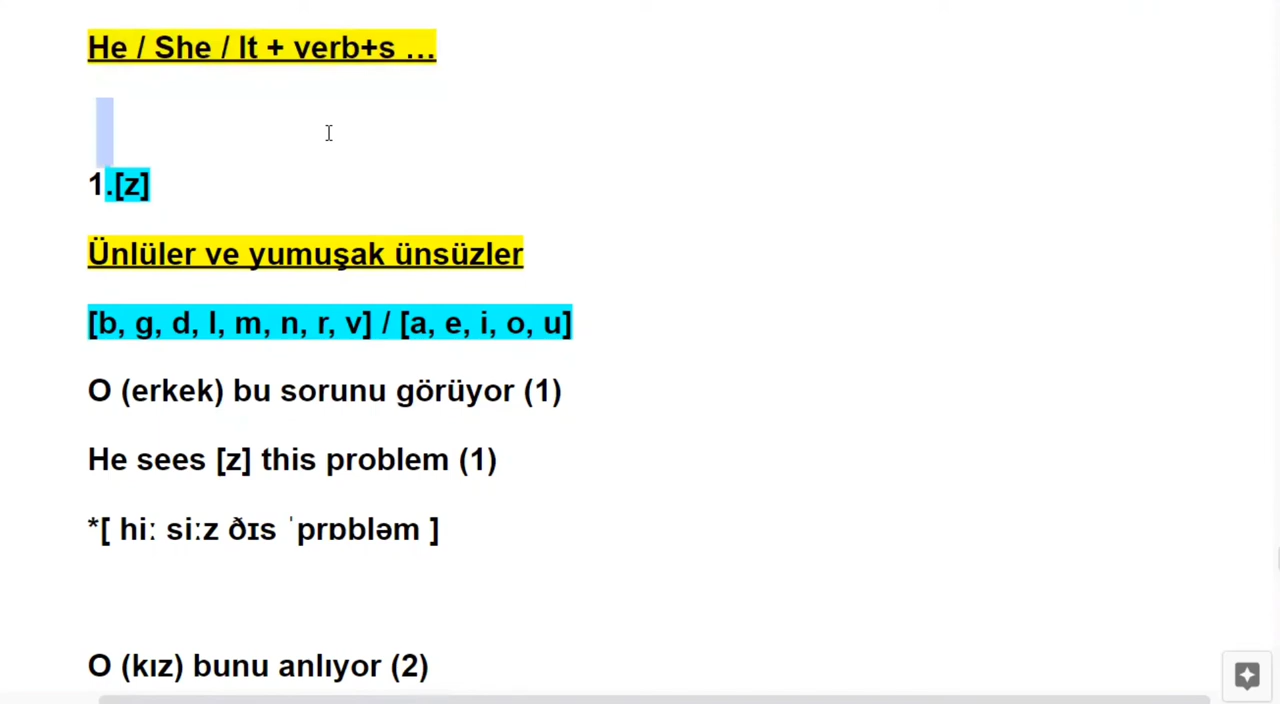 He / She / It + verb+s …
1.[z]
Ünlüler ve yumuşak ünsüzler
[b, g, d, l, m, n, r, v] / [a, e, i, o, u]
O (erkek) bu sorunu görüyor (1)
He sees [z] this problem (1)
*[ hiː siːz ðɪs ˈprɒbləm ]
O (kız) bunu anlıyor (2)